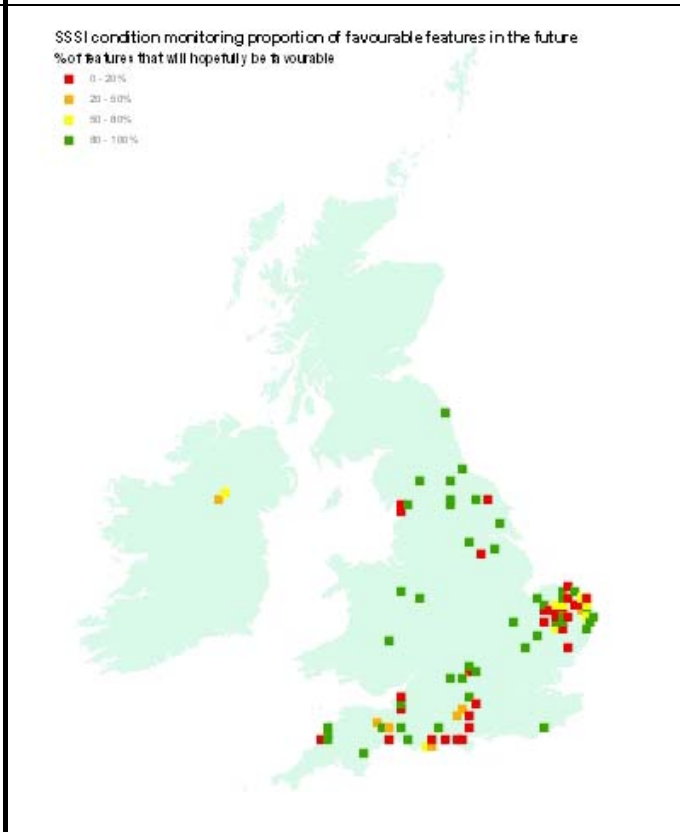 SSSI condition monitoring proportion of favourable features in the future
% of features that will hopefully be favourable
0 - 20%
20 - 50%
50 - 80%
80 - 100%